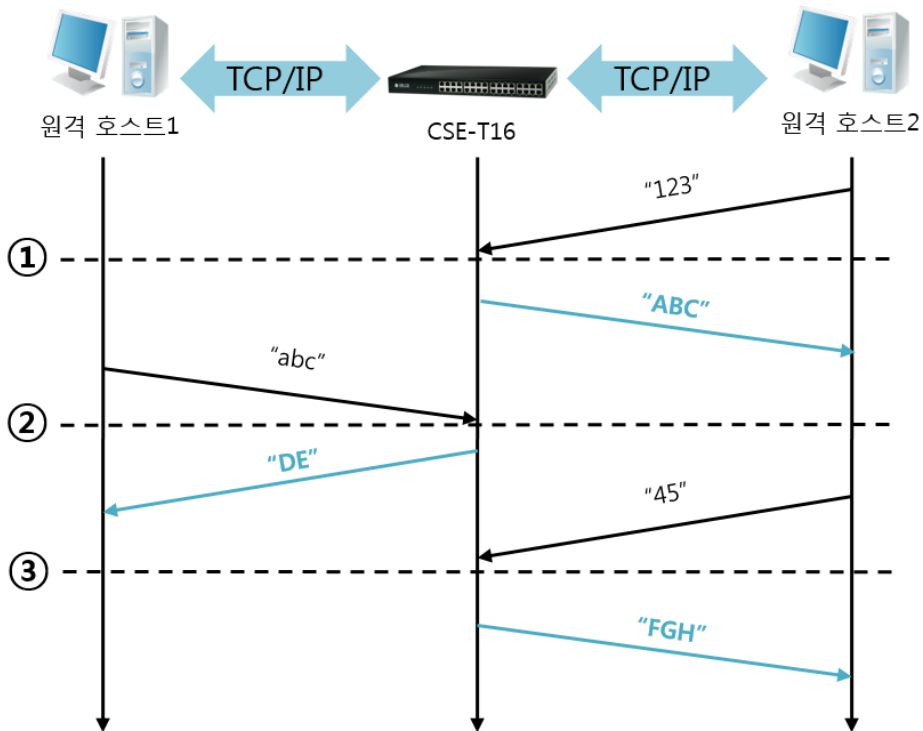 TCP/IP
TCP/IP
원격 호스트1
CSE-T16
원격 호스트2
“123”
①
“ABC”
“abc”
②
“DE”
“45”
③
“FGH”